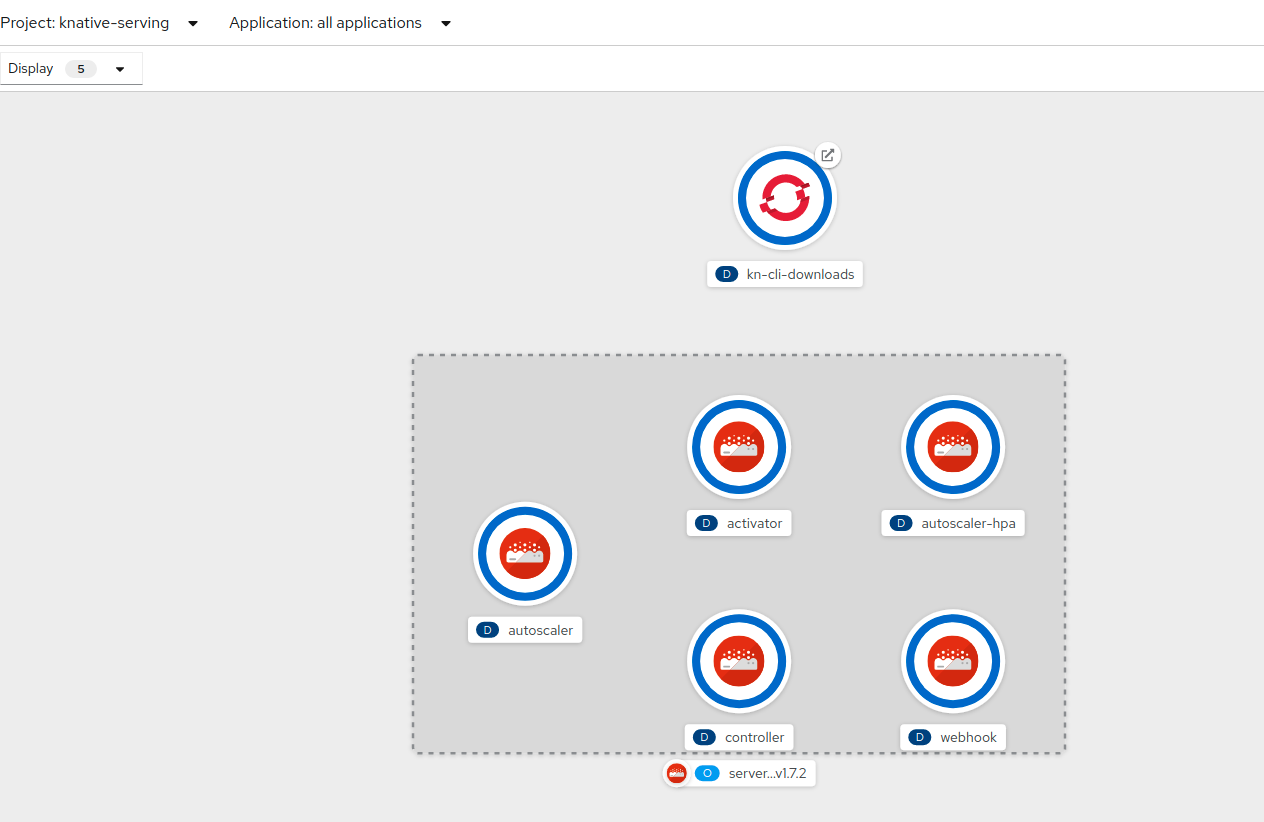 Project: knative-serving Application: all applications
Display 5
D kn-cli-downloads
D activator
D autoscaler-hpa
D autoscaler
D controller
D webhook
O server...v1.7.2